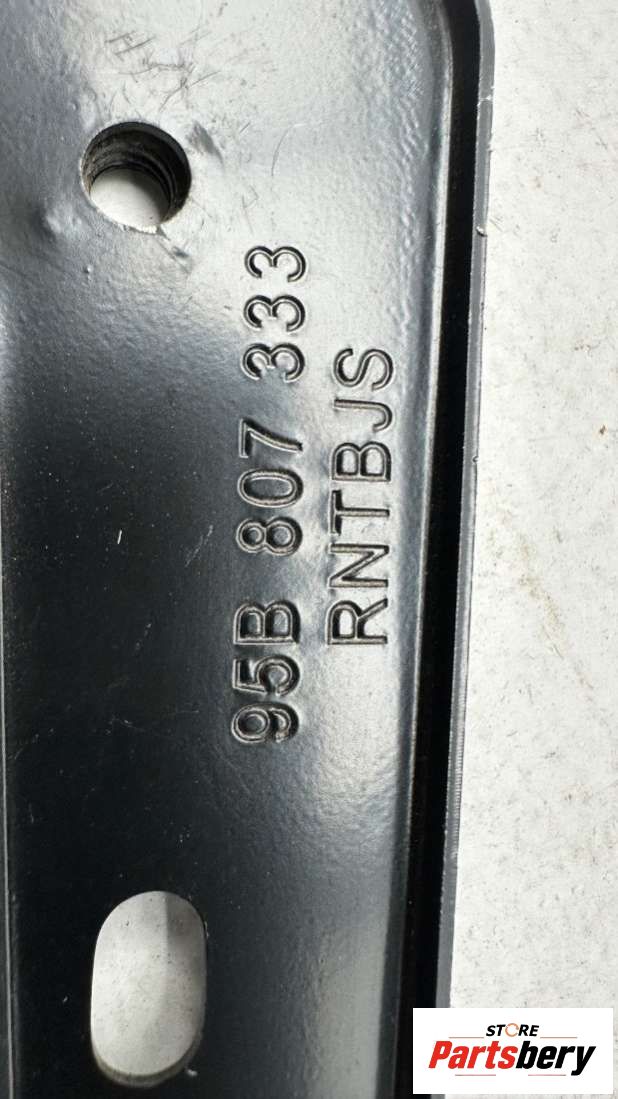 95B 807 333
RNTBJS
STORE
Partsbery